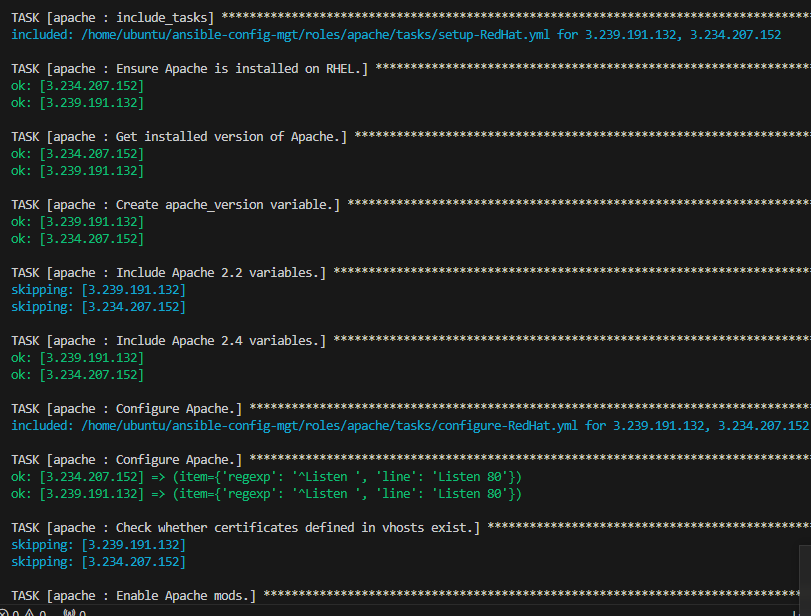 TASK [apache : include_tasks] ************************************************************************************
included: /home/ubuntu/ansible-config-mgt/roles/apache/tasks/setup-RedHat.yml for 3.239.191.132, 3.234.207.152
TASK [apache : Ensure Apache is installed on RHEL.] **************************************************************
ok: [3.234.207.152]
ok: [3.239.191.132]
TASK [apache : Get installed version of Apache.] *****************************************************************
ok: [3.234.207.152]
ok: [3.239.191.132]
TASK [apache : Create apache_version variable.] ******************************************************************
ok: [3.239.191.132]
ok: [3.234.207.152]
TASK [apache : Include Apache 2.2 variables.] ********************************************************************
skipping: [3.239.191.132]
skipping: [3.234.207.152]
TASK [apache : Include Apache 2.4 variables.] ********************************************************************
ok: [3.239.191.132]
ok: [3.234.207.152]
TASK [apache : Configure Apache.] ********************************************************************************
included: /home/ubuntu/ansible-config-mgt/roles/apache/tasks/configure-RedHat.yml for 3.239.191.132, 3.234.207.152
TASK [apache : Configure Apache.] ********************************************************************************
ok: [3.234.207.152] => (item={'regexp': '^Listen ', 'line': 'Listen 80'})
ok: [3.239.191.132] => (item={'regexp': '^Listen ', 'line': 'Listen 80'})
TASK [apache : Check whether certificates defined in vhosts exist.] **********************************************
skipping: [3.239.191.132]
skipping: [3.234.207.152]
TASK [apache : Enable Apache mods.] ******************************************************************************